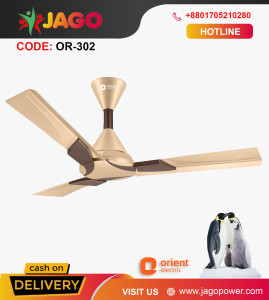 JAGO
+8801705210280
HOTLINE
CODE: OR-302
cash on
DELIVERY
orient
electric
VISIT US
www.jagopower.com